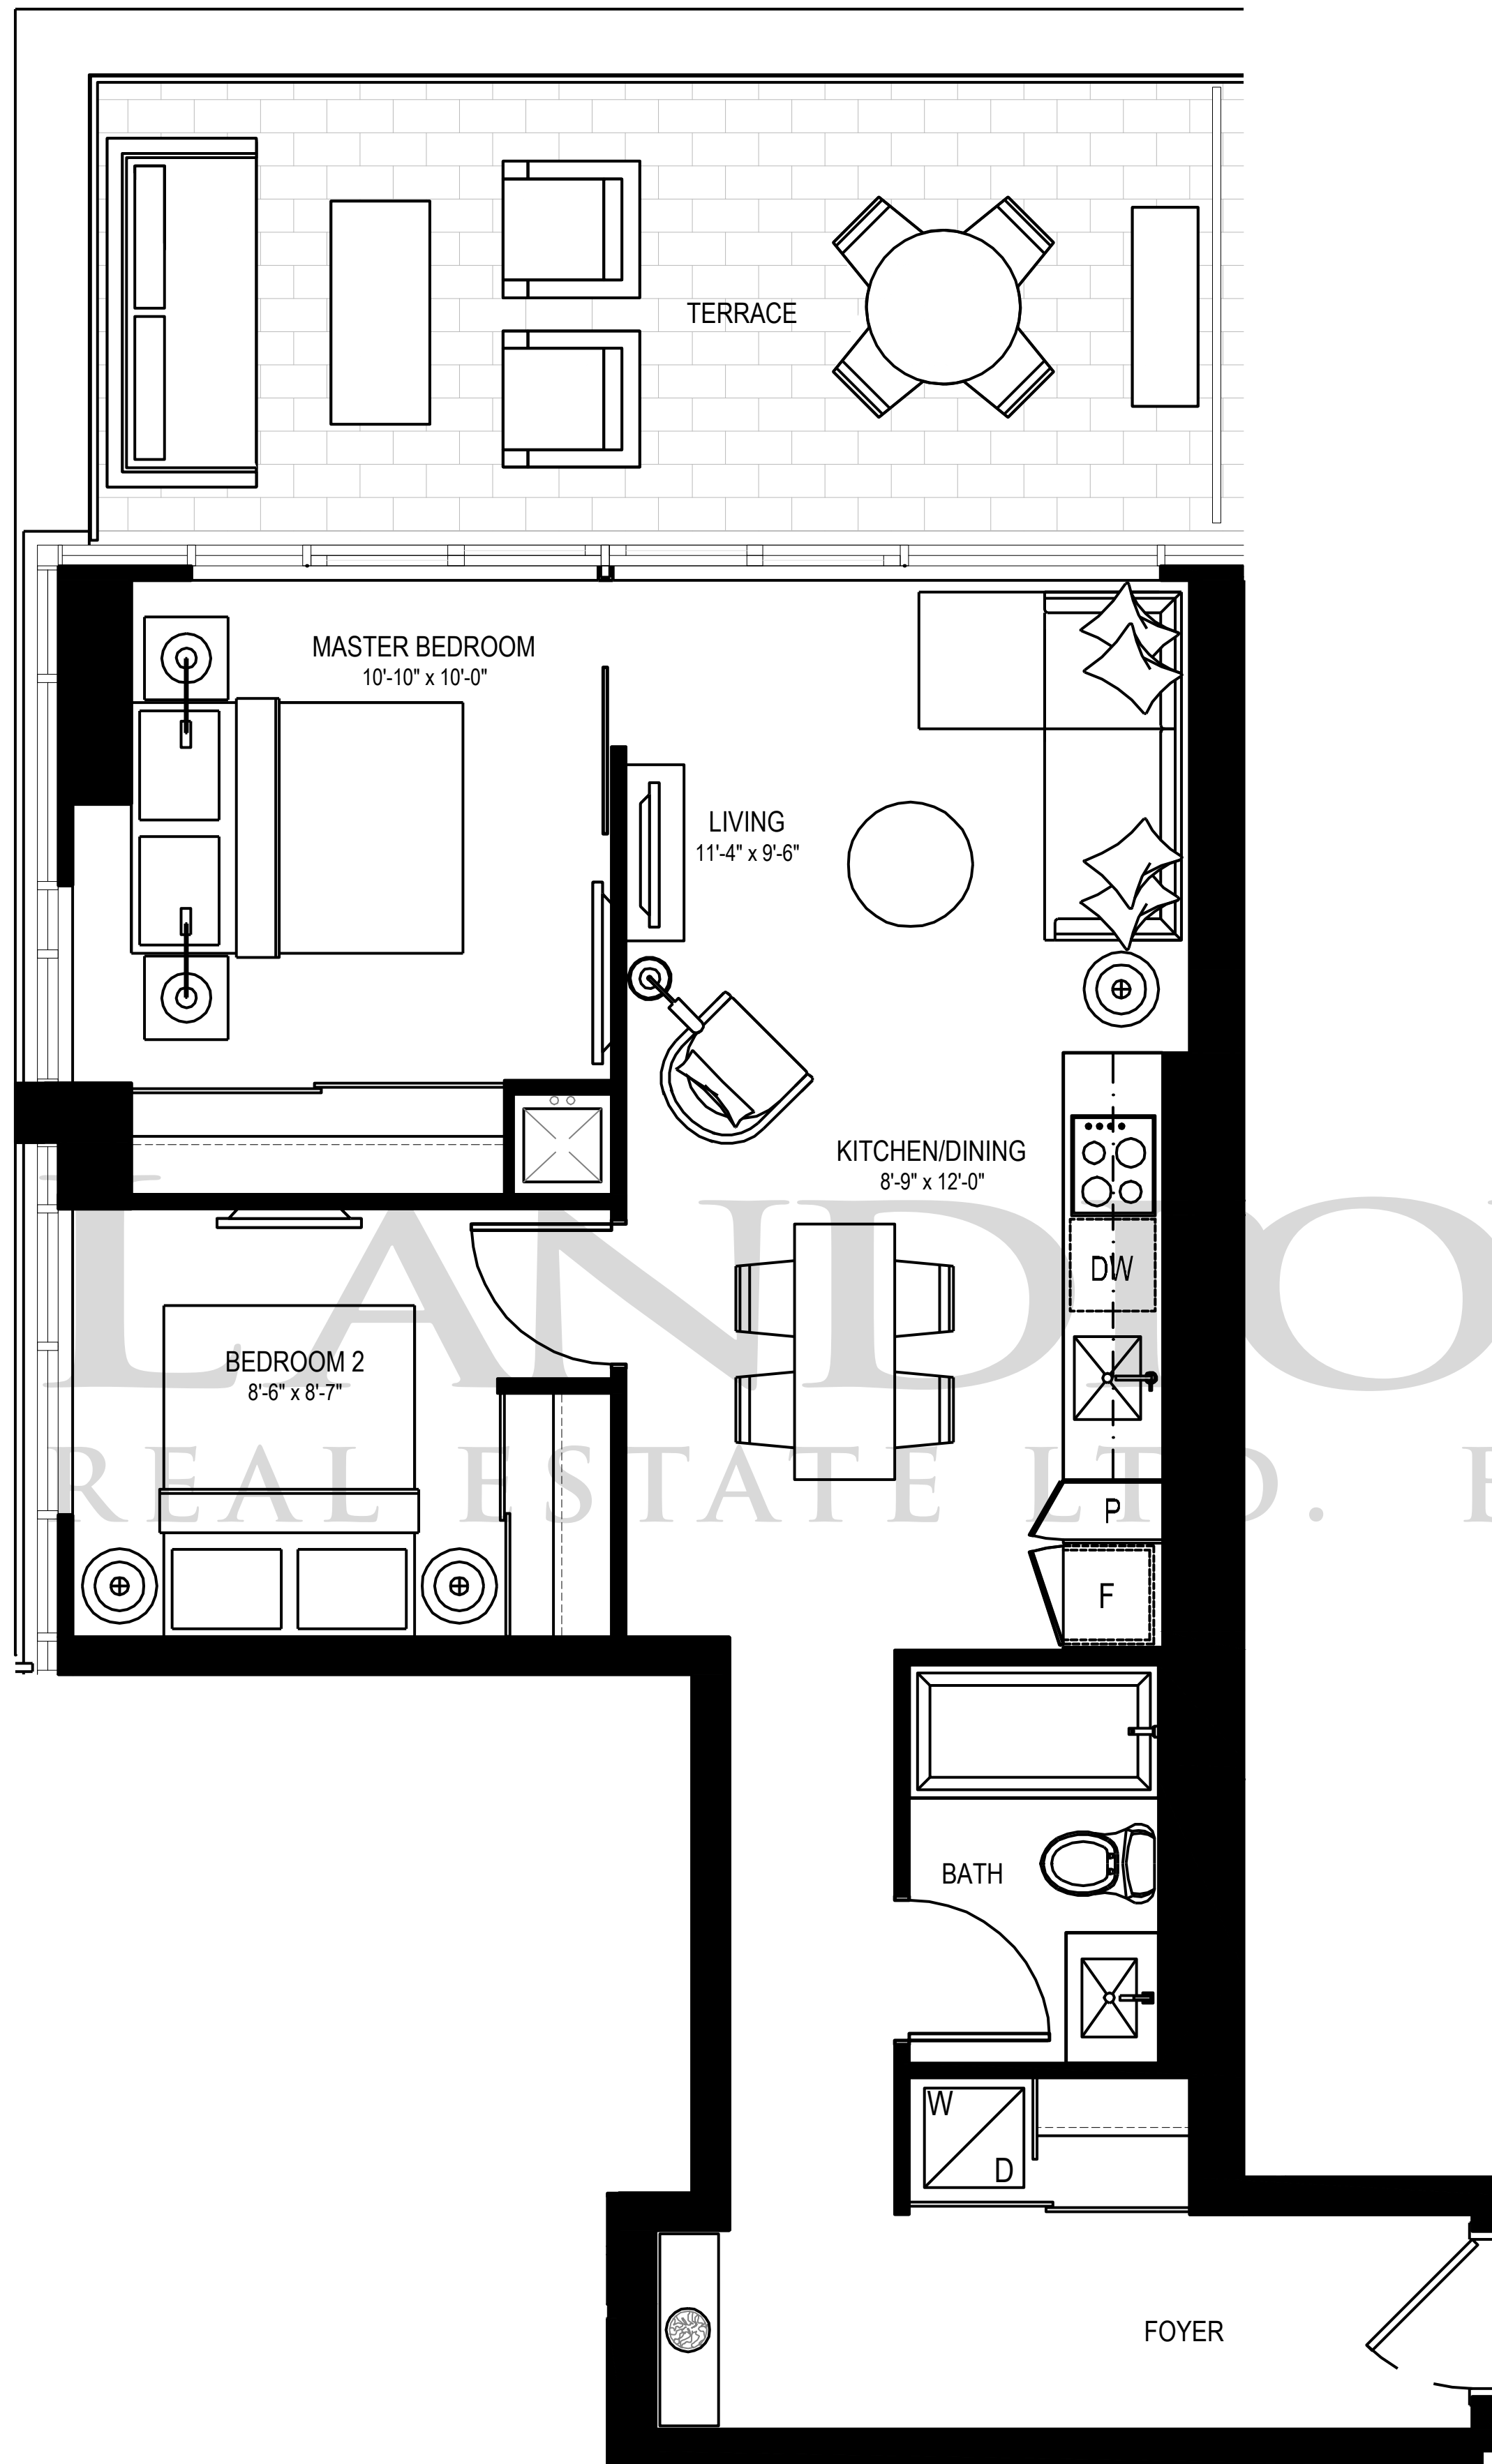 TERRACE
MASTER BEDROOM
10'-10" x 10'-0"
LIVING
11'-4" x 9'-6"
KITCHEN/DINING
8'-9" x 12'-0"
DW
BEDROOM 2
8'-6" x 8'-7"
REAL ESTATE LTD.
P
F
BATH
W
D
FOYER